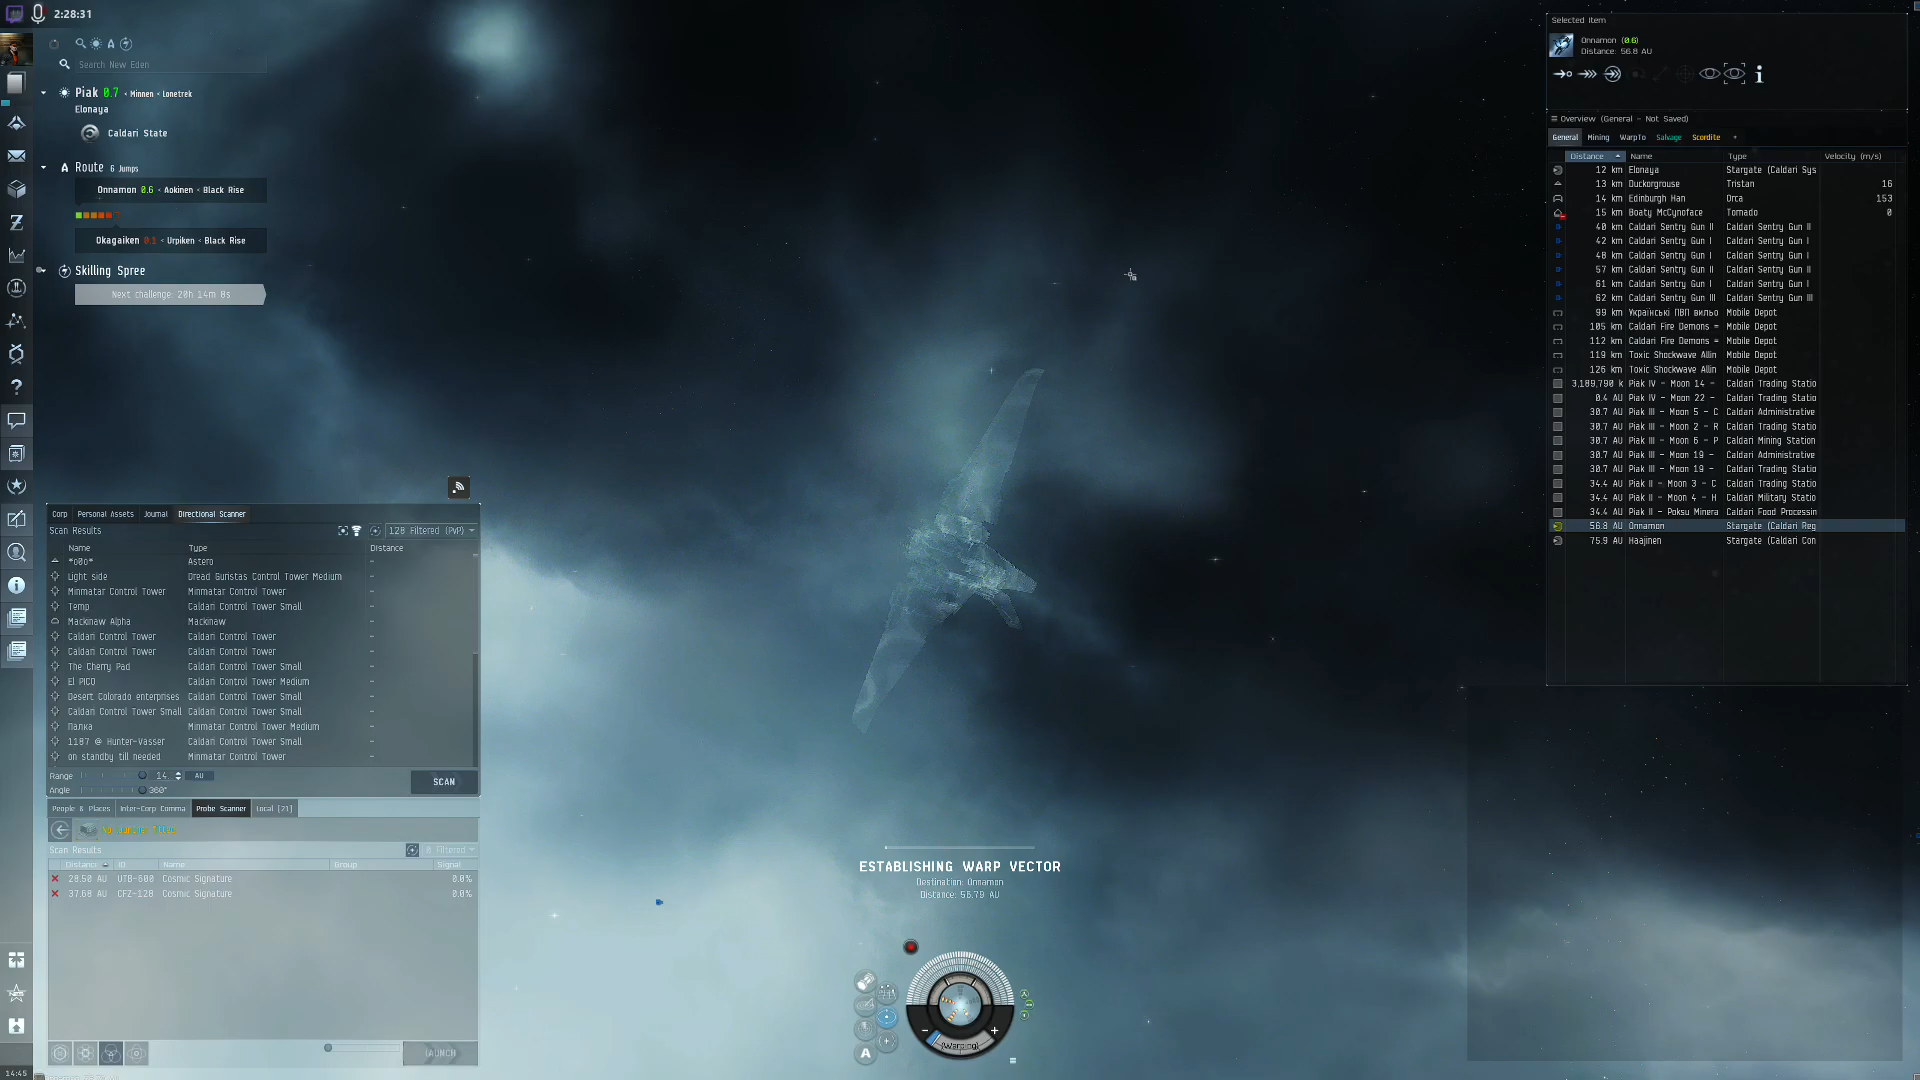 2:28:31
Search New Eden
Piak 0.7 < Minnen < Lonetrek
Elonaya
Caldari State
Route 6 Jumps
Onnamon 0.6 < Aokinen < Black Rise
Okagaiken 0.1 < Urpiken < Black Rise
Skilling Spree
Next challenge: 20h 14m 8s
Corp Personal Assets Journal Directional Scanner
Scan Results 128 Filtered (PvP)
Name Type Distance
*o0o* Astero -
Light side Dread Guristas Control Tower Medium -
Minmatar Control Tower Minmatar Control Tower -
Temp Caldari Control Tower Small -
Mackinaw Alpha Mackinaw -
Caldari Control Tower Caldari Control Tower -
Caldari Control Tower Caldari Control Tower -
The Cherry Pad Caldari Control Tower Small -
El PICO Caldari Control Tower Medium -
Desert Colorado enterprises Caldari Control Tower Small -
Caldari Control Tower Small Caldari Control Tower Small -
Палка Minmatar Control Tower Medium -
1187 @ Hunter-Vasser Caldari Control Tower Small -
on standby till needed Minmatar Control Tower -
Range 14 AU
Angle 360°
SCAN
People & Places Inter-Corp Comma Probe Scanner Local [71]
Scan Results 0 Filtered
Distance ID Name Group Signal
28.50 AU UTB-500 Cosmic Signature 0.0%
37.68 AU CFZ-128 Cosmic Signature 0.0%
LAUNCH
14:45
ESTABLISHING WARP VECTOR
Destination: Onnamon
Distance: 56.79 AU
(Warping)
A
Selected Item
Onnamon (0.6)
Distance: 56.8 AU
Overview (General - Not Saved)
General Mining WarpTo Salvage Scordite +
Distance Name Type Velocity (m/s)
12 km Elonaya Stargate (Caldari Sys
13 km Duckorgrouse Tristan 16
14 km Edinburgh Han Orca 153
15 km Boaty McCynoface Tornado 0
40 km Caldari Sentry Gun II Caldari Sentry Gun II
42 km Caldari Sentry Gun I Caldari Sentry Gun I
48 km Caldari Sentry Gun I Caldari Sentry Gun I
57 km Caldari Sentry Gun II Caldari Sentry Gun II
61 km Caldari Sentry Gun I Caldari Sentry Gun I
62 km Caldari Sentry Gun III Caldari Sentry Gun III
99 km Українські ПВП вильо Mobile Depot
105 km Caldari Fire Demons = Mobile Depot
112 km Caldari Fire Demons = Mobile Depot
119 km Toxic Shockwave Allin Mobile Depot
126 km Toxic Shockwave Allin Mobile Depot
3,189,790 k Piak IV - Moon 14 - Caldari Trading Statio
0.4 AU Piak IV - Moon 22 - Caldari Trading Statio
30.7 AU Piak III - Moon 5 - C Caldari Administrative
30.7 AU Piak III - Moon 2 - R Caldari Trading Statio
30.7 AU Piak III - Moon 6 - P Caldari Mining Station
30.7 AU Piak III - Moon 19 - Caldari Administrative
30.7 AU Piak III - Moon 19 - Caldari Trading Statio
34.4 AU Piak II - Moon 3 - C Caldari Trading Statio
34.4 AU Piak II - Moon 4 - H Caldari Military Statio
34.4 AU Piak II - Poksu Minera Caldari Food Processin
56.8 AU Onnamon Stargate (Caldari Reg
75.9 AU Haajinen Stargate (Caldari Con